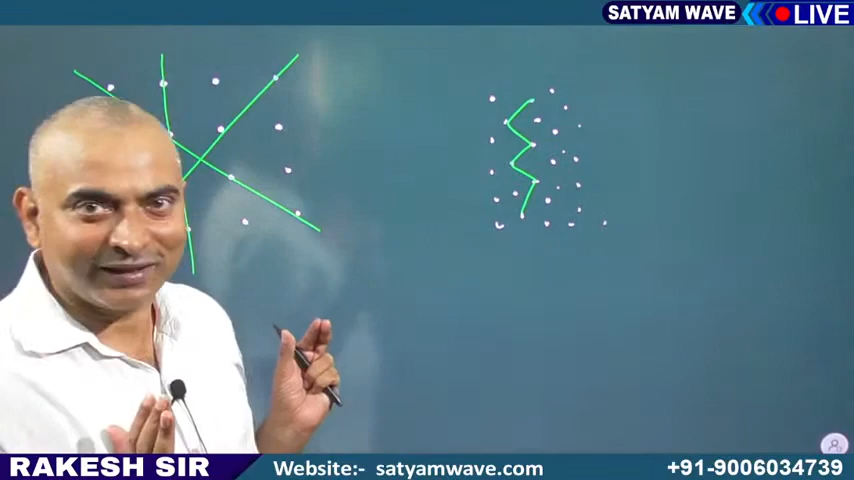 SATYAM WAVE LIVE
RAKESH SIR Website:- satyamwave.com +91-9006034739